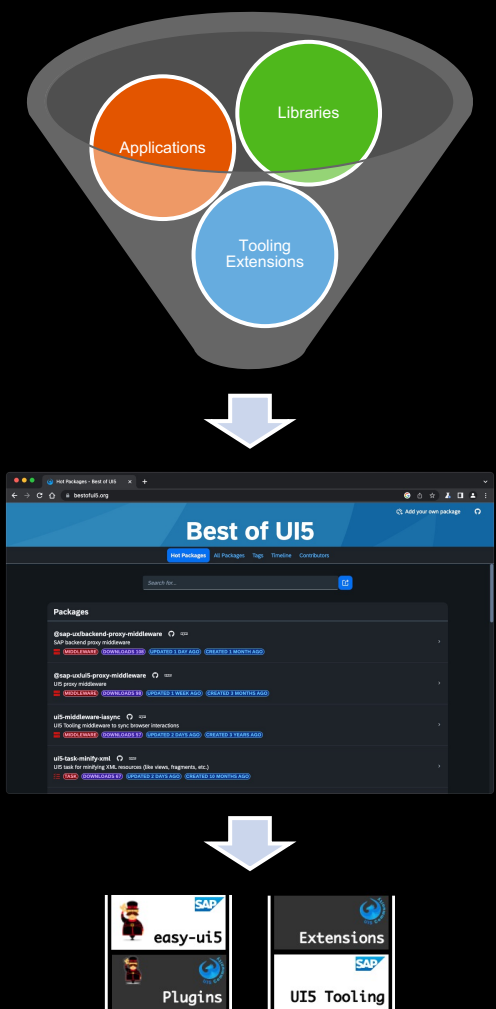 Libraries
Applications
Tooling
Extensions
Hot Packages - Best of UI5
bestofui5.org
Add your own package
Best of UI5
Hot Packages All Packages Tags Timeline Contributors
Search for...
Packages
@sap-ux/backend-proxy-middleware
SAP backend proxy middleware
MIDDLEWARE DOWNLOADS 108 UPDATED 1 DAY AGO CREATED 1 MONTH AGO
@sap-ux/ui5-proxy-middleware
UI5 proxy middleware
MIDDLEWARE DOWNLOADS 98 UPDATED 1 WEEK AGO CREATED 3 MONTHS AGO
ui5-middleware-iasync
UI5 Tooling middleware to sync browser interactions
MIDDLEWARE DOWNLOADS 57 UPDATED 2 DAYS AGO CREATED 3 YEARS AGO
ui5-task-minify-xml
UI5 task for minifying XML resources (like views, fragments, etc.)
TASK DOWNLOADS 67 UPDATED 2 DAYS AGO CREATED 10 MONTHS AGO
SAP
easy-ui5
Plugins
Extensions
SAP
UI5 Tooling